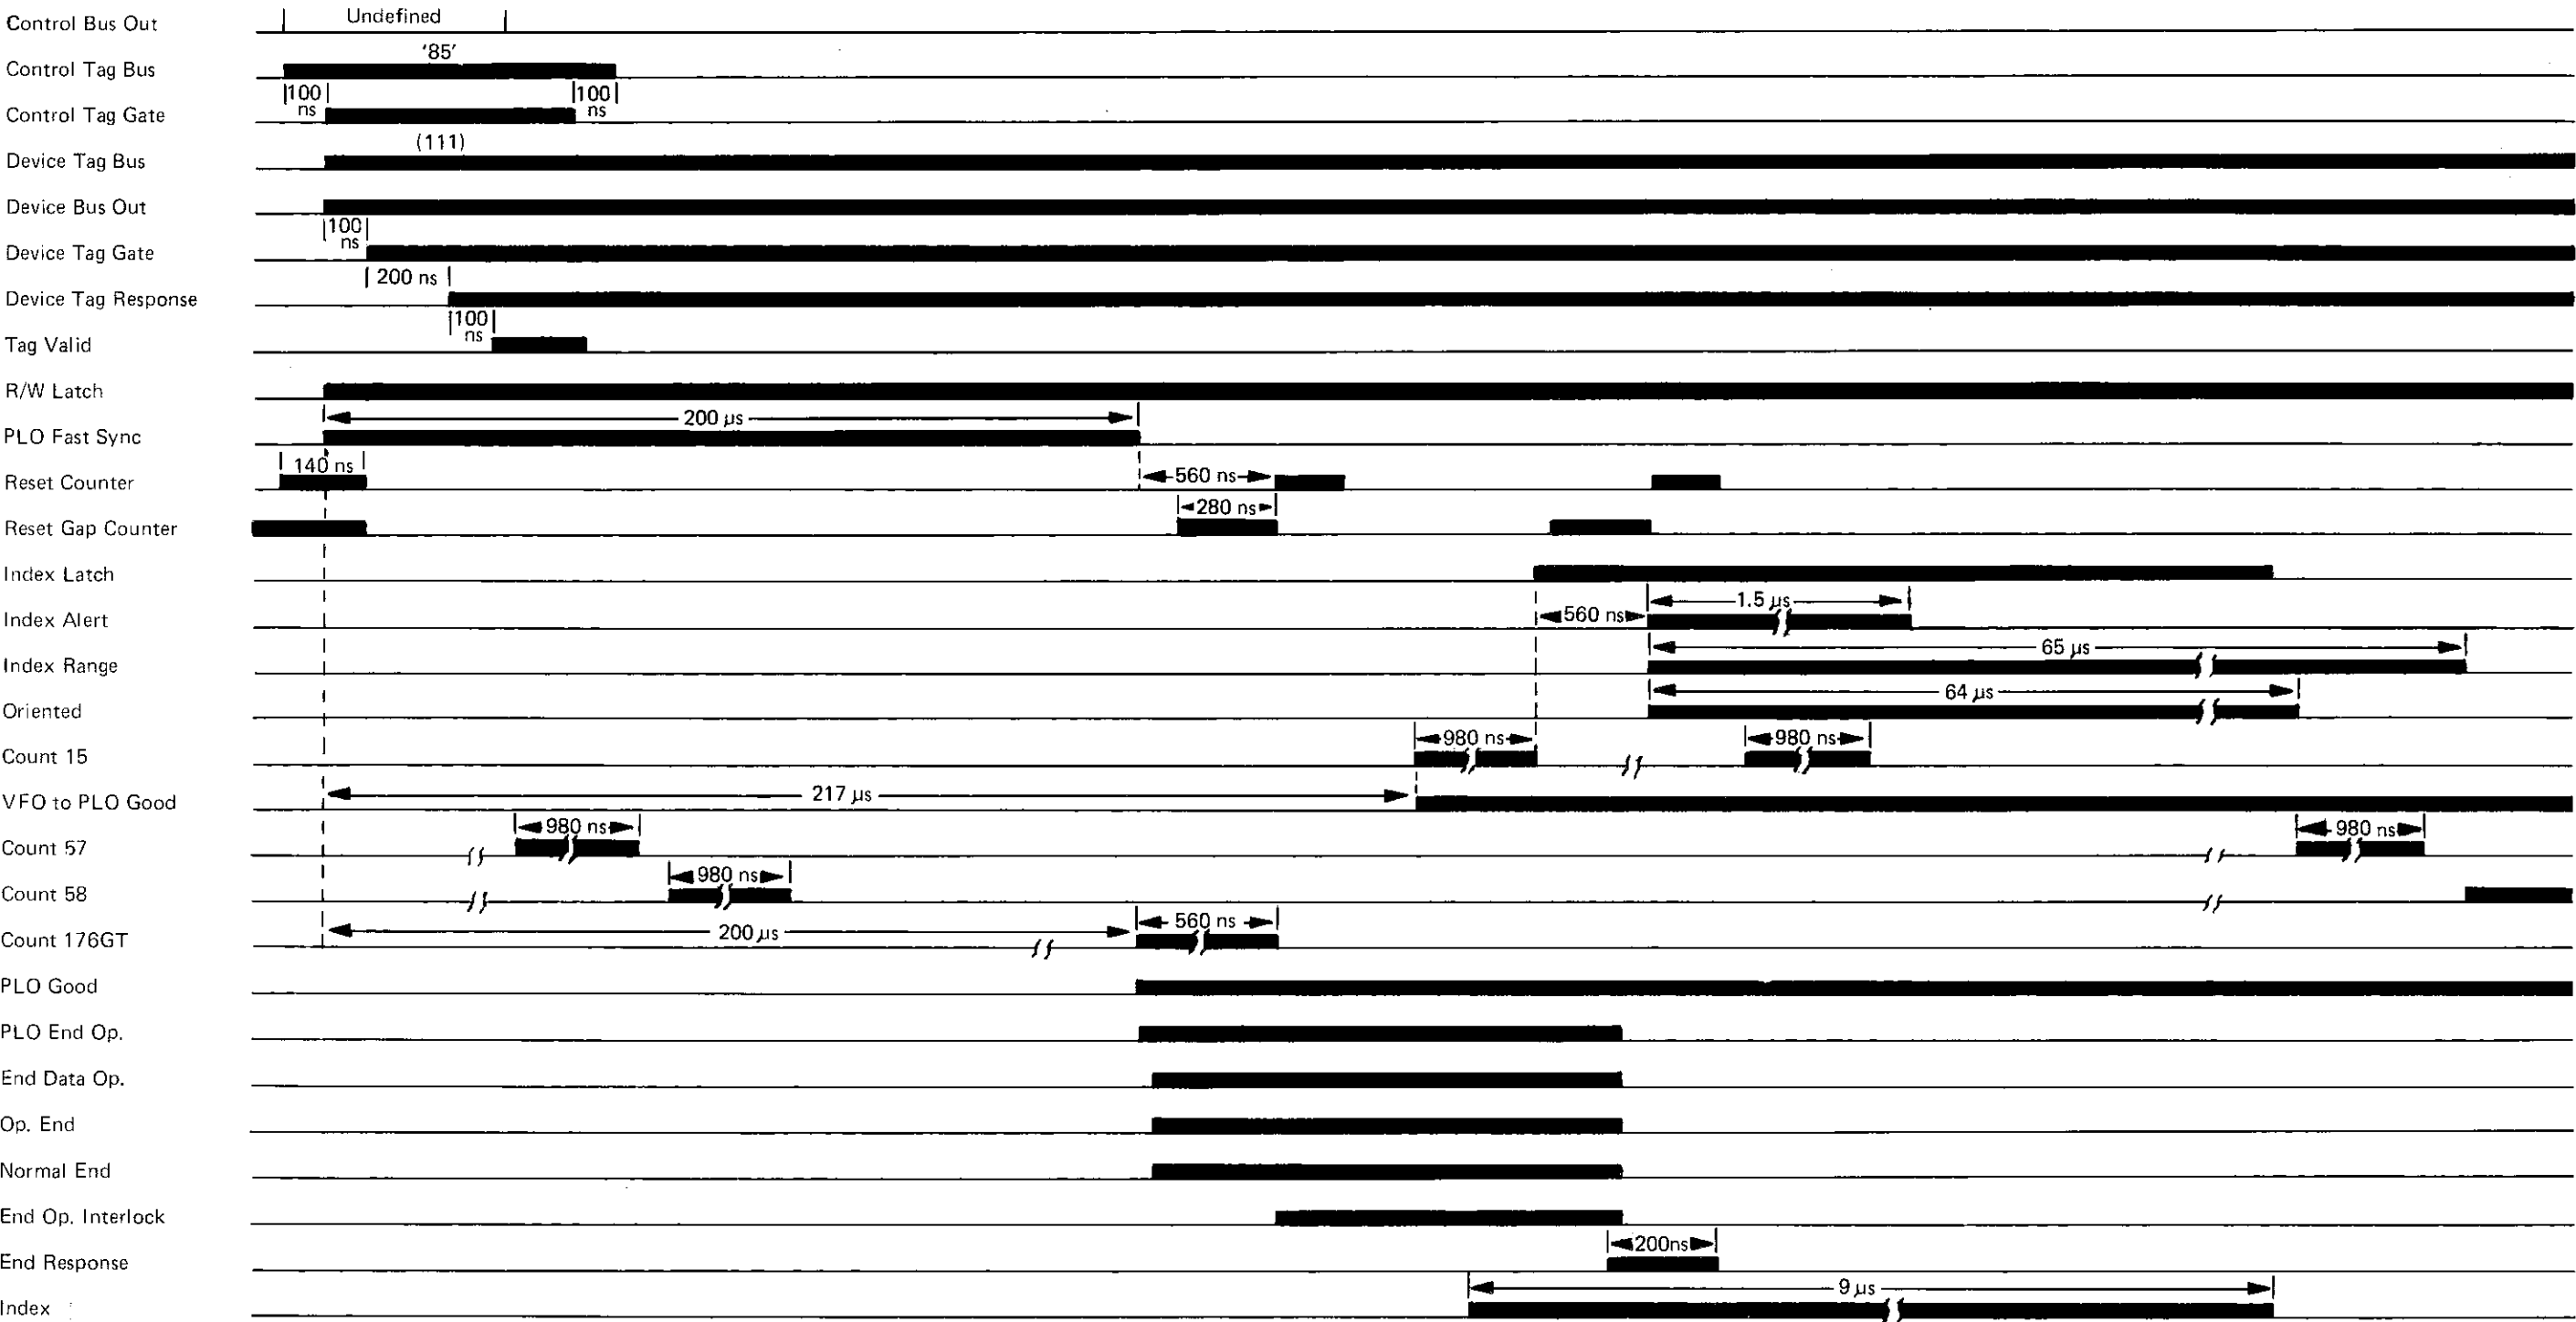 Control Bus Out
Undefined
'85'
Control Tag Bus
100 ns
100 ns
Control Tag Gate
(111)
Device Tag Bus
Device Bus Out
100 ns
Device Tag Gate
200 ns
Device Tag Response
100 ns
Tag Valid
R/W Latch
200 µs
PLO Fast Sync
140 ns
Reset Counter
560 ns
280 ns
Reset Gap Counter
Index Latch
1.5 µs
Index Alert
560 ns
65 µs
Index Range
64 µs
Oriented
980 ns
980 ns
Count 15
VFO to PLO Good
217 µs
980 ns
980 ns
Count 57
980 ns
Count 58
560 ns
Count 176GT
200 µs
PLO Good
PLO End Op.
End Data Op.
Op. End
Normal End
End Op. Interlock
200ns
End Response
9 µs
Index